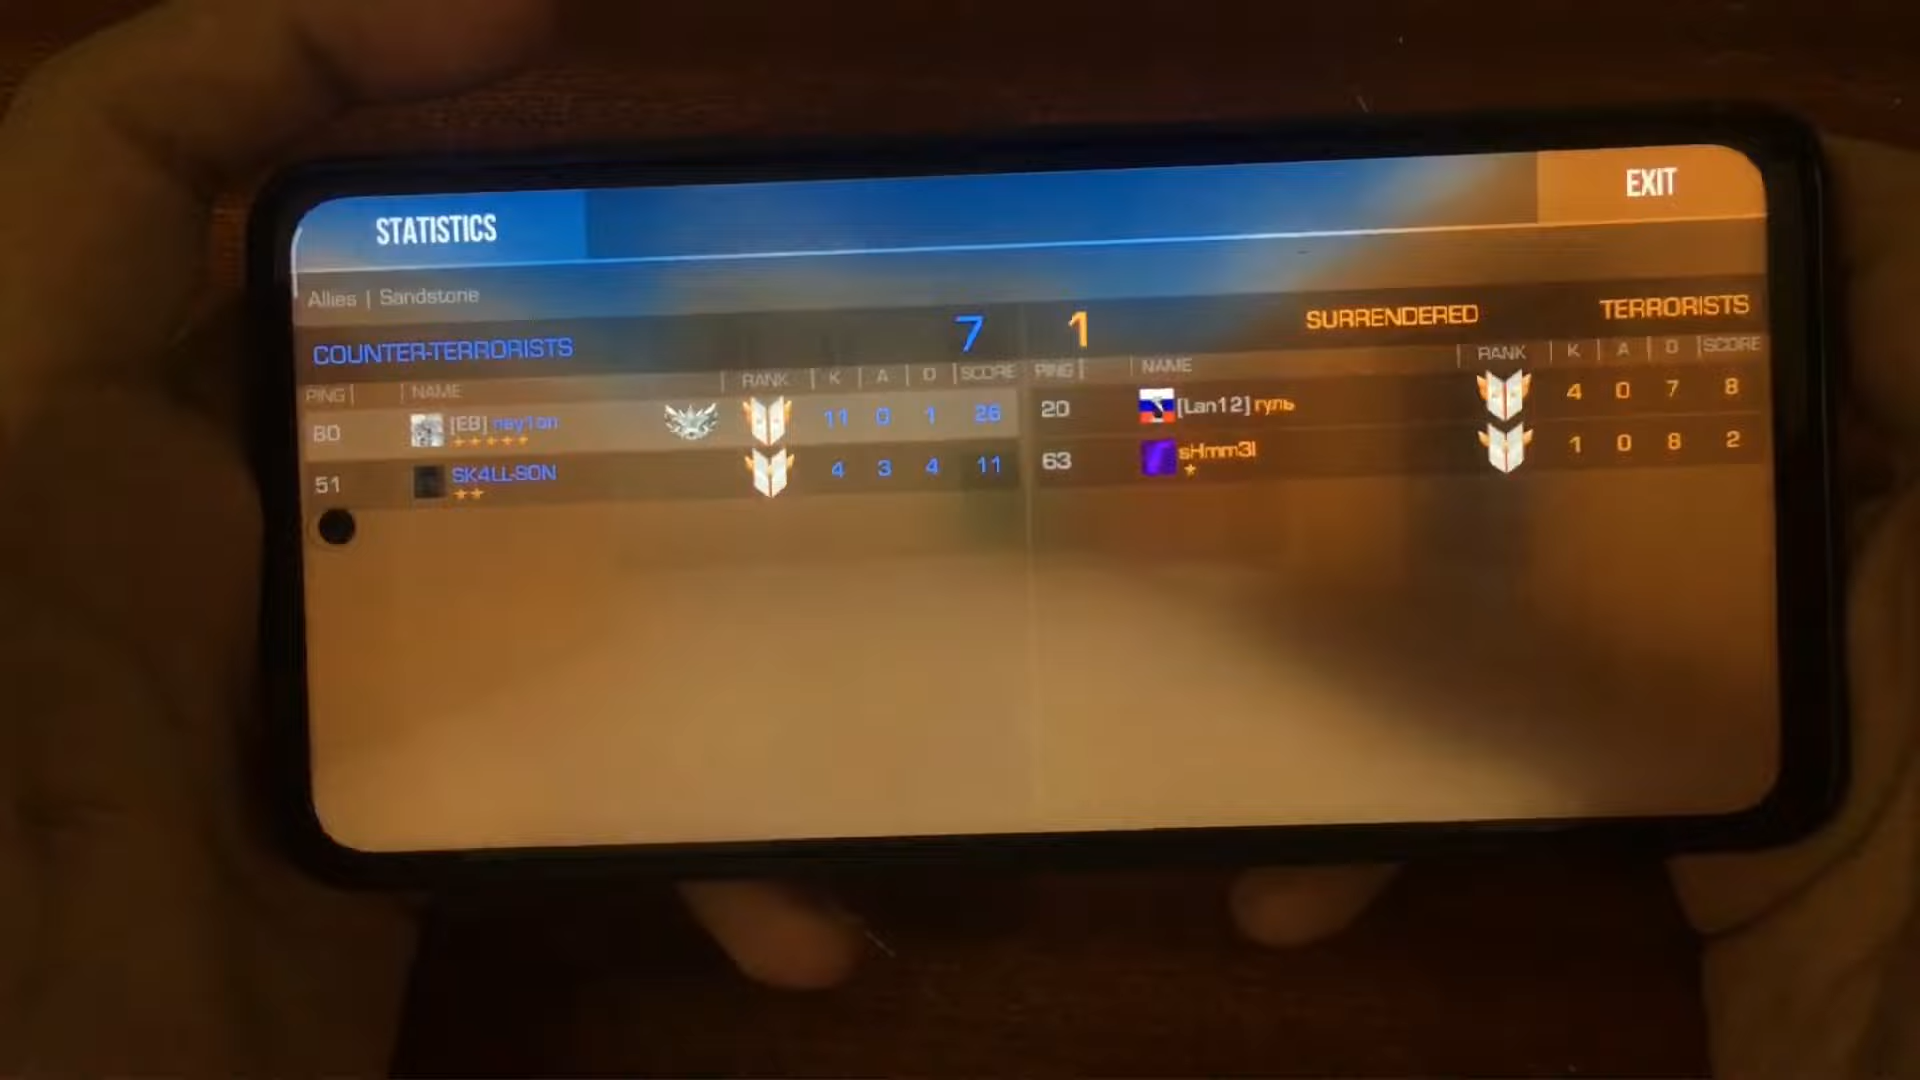 STATISTICS
EXIT
Allies | Sandstone
COUNTER-TERRORISTS 7
1 SURRENDERED TERRORISTS
PING NAME RANK K A D SCORE
80 [EB] nay1on 11 0 1 26
51 SK4LL-SON 4 3 4 11
PING NAME RANK K A D SCORE
20 [Lan12] гуль 4 0 7 8
63 sHmm3l 1 0 8 2